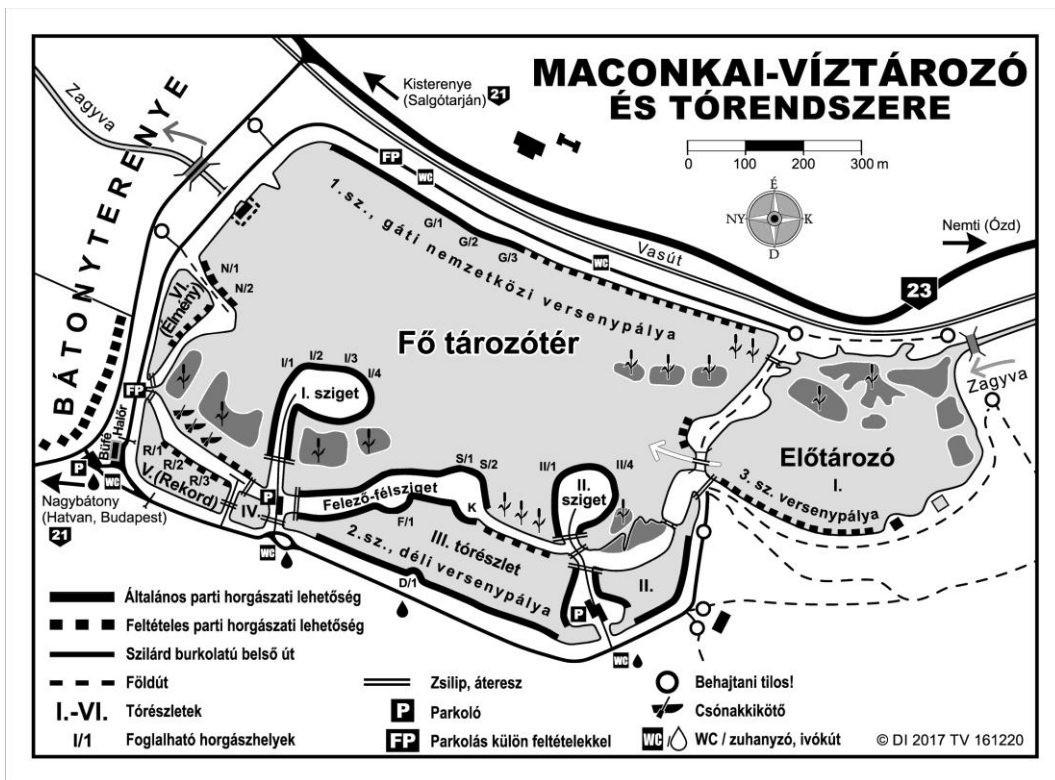 MACONKAI-VÍZTÁROZÓ
ÉS TÓRENDSZERE
Kisterenye
(Salgótarján) 21
0 100 200 300 m
É
NY K
D
Zagyva
BÁTONYTERENYE
FP
WC
1.sz., gáti nemzetközi versenypálya
G/1
G/2
G/3
WC
Vasút
Nemti (Ózd)
23
Zagyva
N/1
N/2
VI.
(Élmény)
Fő tározótér
I/1
I/2
I/3
I/4
I. sziget
FP
Büfé
Halőr
P
WC
R/1
R/2
R/3
V. (Rekord)
IV.
P
Nagybátony
(Hatvan, Budapest)
21
Felező-félsziget
S/1
S/2
K
F/1
II/1
II/4
II.
sziget
Előtározó
I.
3. sz. versenypálya
III. tórészlet
2.sz., déli versenypálya
D/1
II.
P
WC
WC
Általános parti horgászati lehetőség
Feltételes parti horgászati lehetőség
Szilárd burkolatú belső út
Földút
I.-VI. Tórészletek
I/1 Foglalható horgászhelyek
Zsilip, áteresz
P Parkoló
FP Parkolás külön feltételekkel
Behajtani tilos!
Csónakkikötő
WC / WC / zuhanyzó, ivókút
© DI 2017 TV 161220